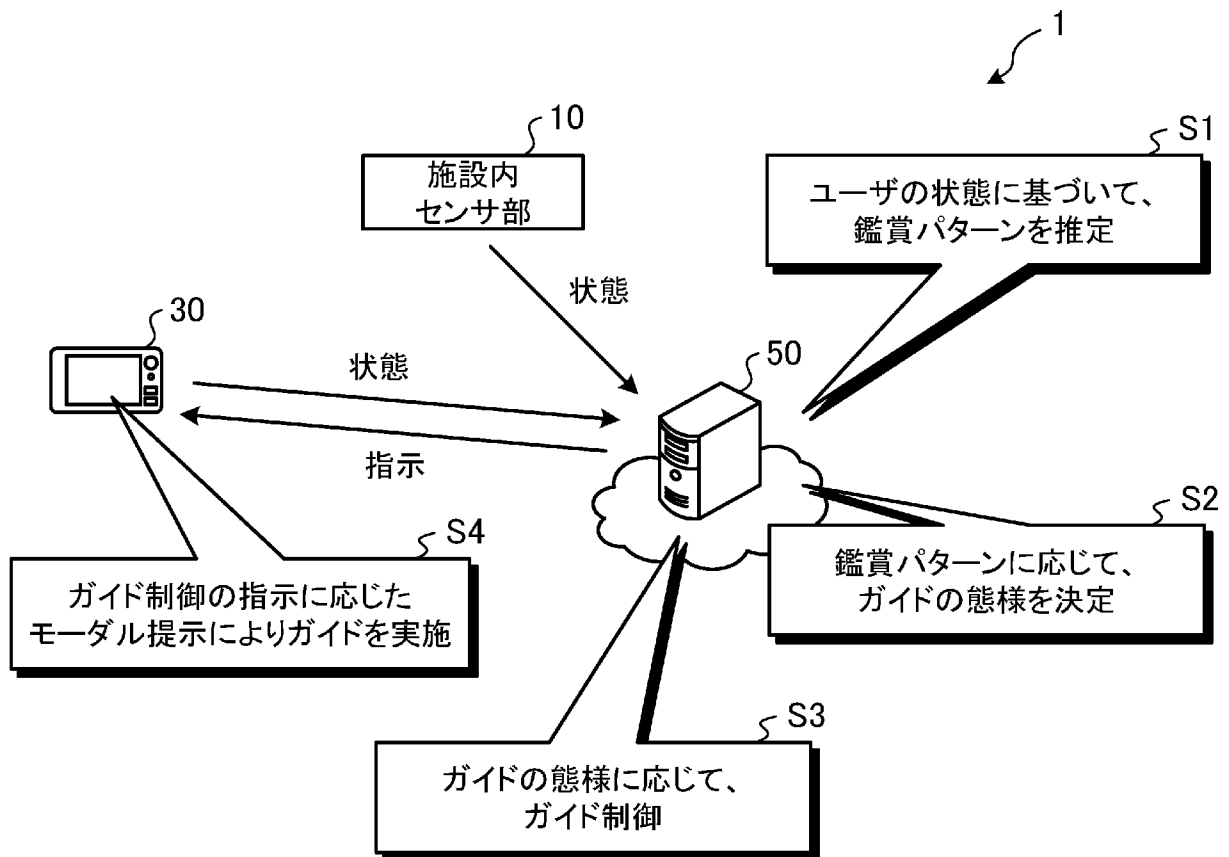 1
10
施設内
センサ部
S1
ユーザの状態に基づいて、
鑑賞パターンを推定
状態
30
状態
50
指示
S2
鑑賞パターンに応じて、
ガイドの態様を決定
S4
ガイド制御の指示に応じた
モーダル提示によりガイドを実施
S3
ガイドの態様に応じて、
ガイド制御